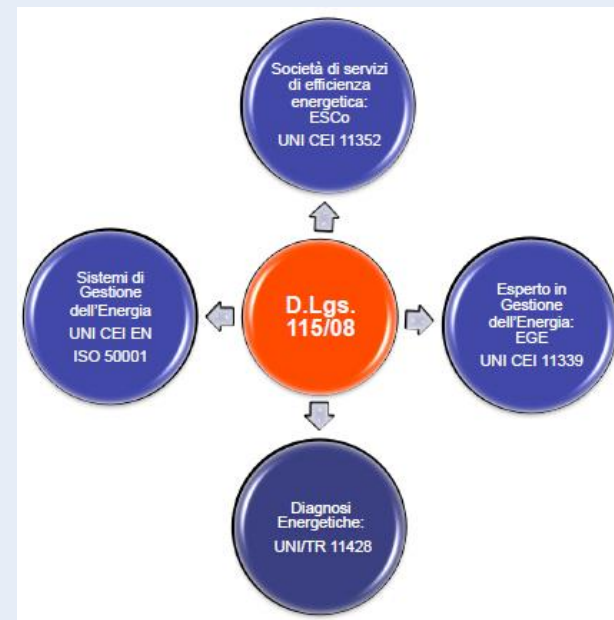 Società di servizi
di efficienza
energetica:
ESCo
UNI CEI 11352
Sistemi di
Gestione
dell'Energia
UNI CEI EN
ISO 50001
D.Lgs.
115/08
Esperto in
Gestione
dell'Energia:
EGE
UNI CEI 11339
Diagnosi
Energetiche:
UNI/TR 11428